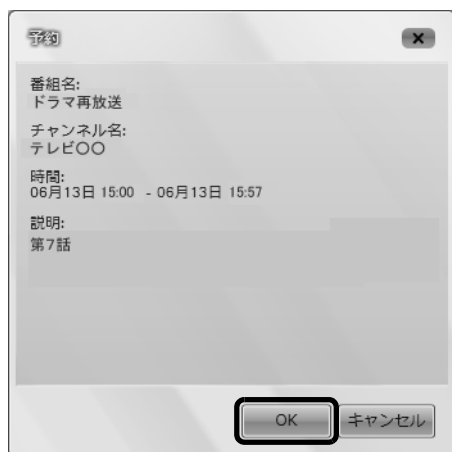 予約
番組名:
ドラマ再放送
チャンネル名:
テレビ〇〇
時間:
06月13日 15:00 - 06月13日 15:57
説明:
第7話
OK キャンセル